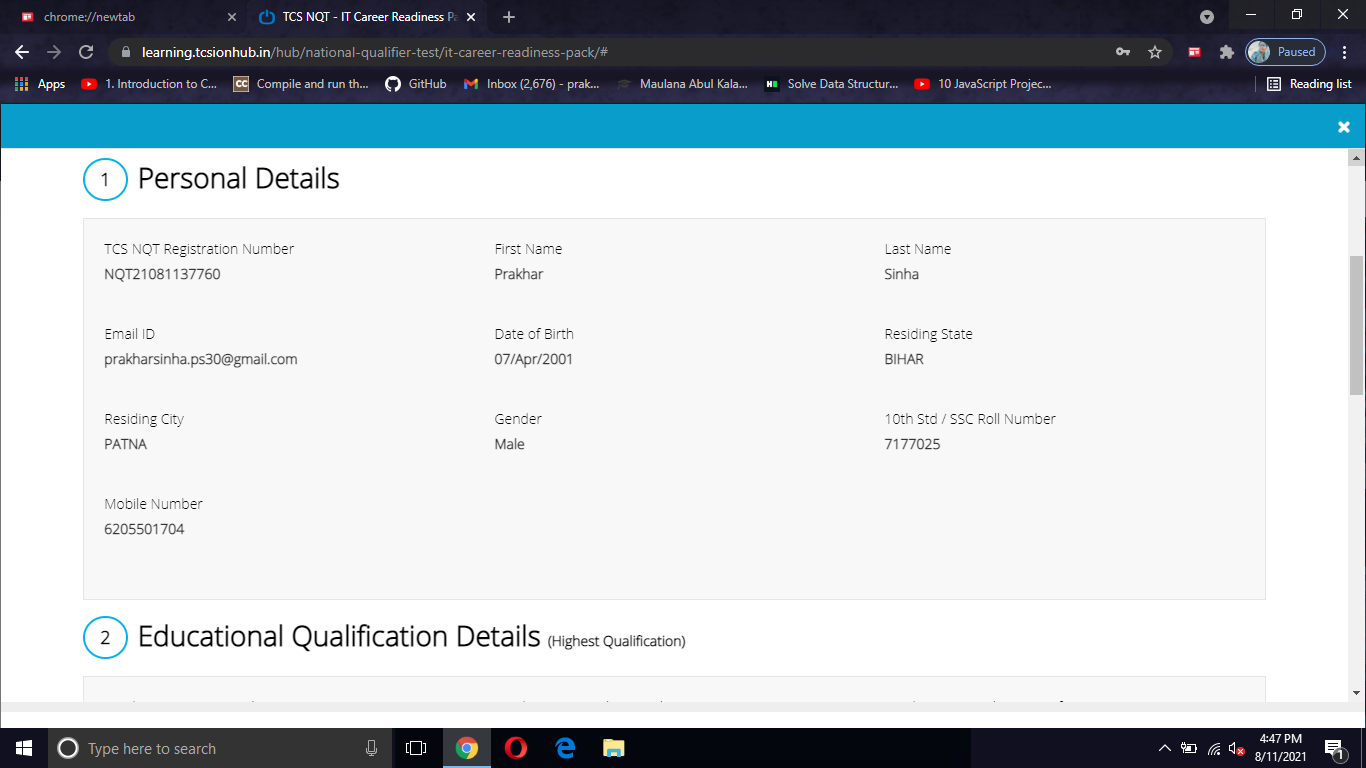 chrome://newtab
TCS NQT - IT Career Readiness Pa
learning.tcsionhub.in/hub/national-qualifier-test/it-career-readiness-pack/#
Paused
Apps
1. Introduction to C...
CC
Compile and run th...
GitHub
Inbox (2,676) - prak...
Maulana Abul Kala...
Solve Data Structur...
10 JavaScript Projec...
Reading list
1 Personal Details
TCS NQT Registration Number First Name Last Name
NQT21081137760 Prakhar Sinha
Email ID Date of Birth Residing State
prakharsinha.ps30@gmail.com 07/Apr/2001 BIHAR
Residing City Gender 10th Std / SSC Roll Number
PATNA Male 7177025
Mobile Number
6205501704
2 Educational Qualification Details (Highest Qualification)
Type here to search
4:47 PM
8/11/2021
1